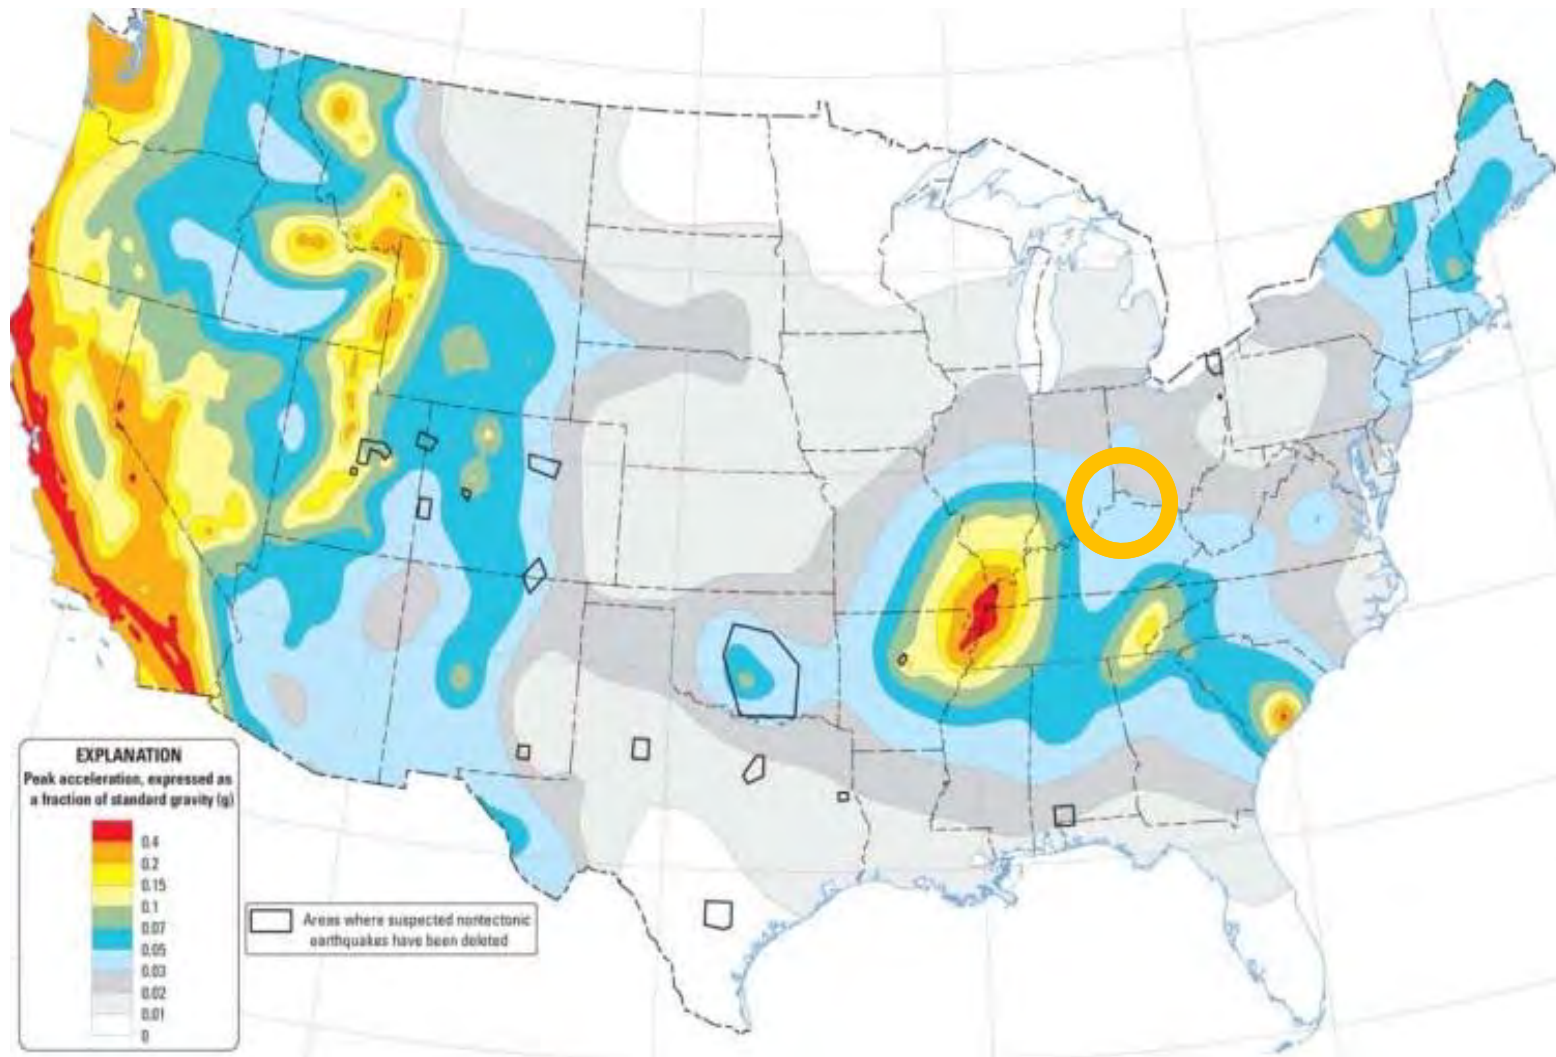 EXPLANATION
Peak acceleration, expressed as
a fraction of standard gravity (g)
0.4
0.2
0.15
0.1
0.07
0.05
0.03
0.02
0.01
0
Areas where suspected nontectonic
earthquakes have been deleted